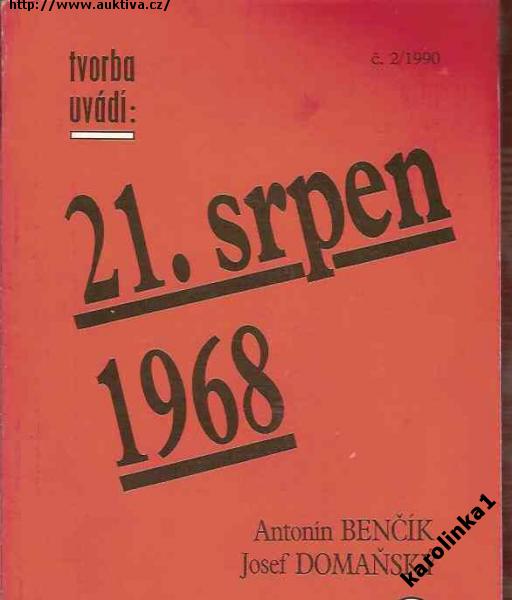 http://www.auktiva.cz/
tvorba
uvádí:
č. 2/1990
21. srpen
1968
Antonín BENČÍK
Josef DOMAŇSKÝ
karolinka1